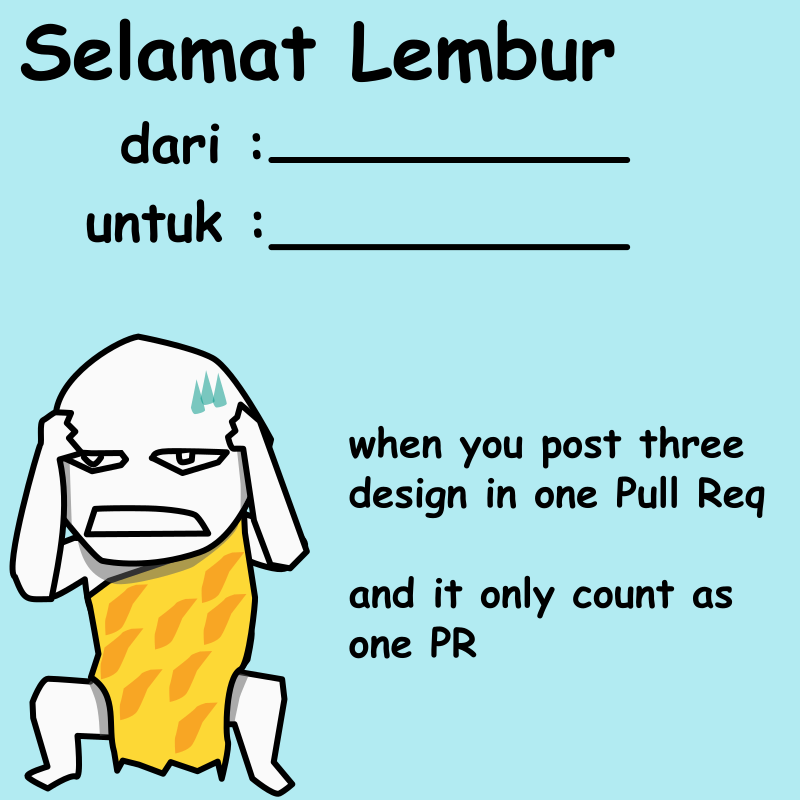 Selamat Lembur
dari :
untuk :
when you post three
design in one Pull Req
and it only count as
one PR